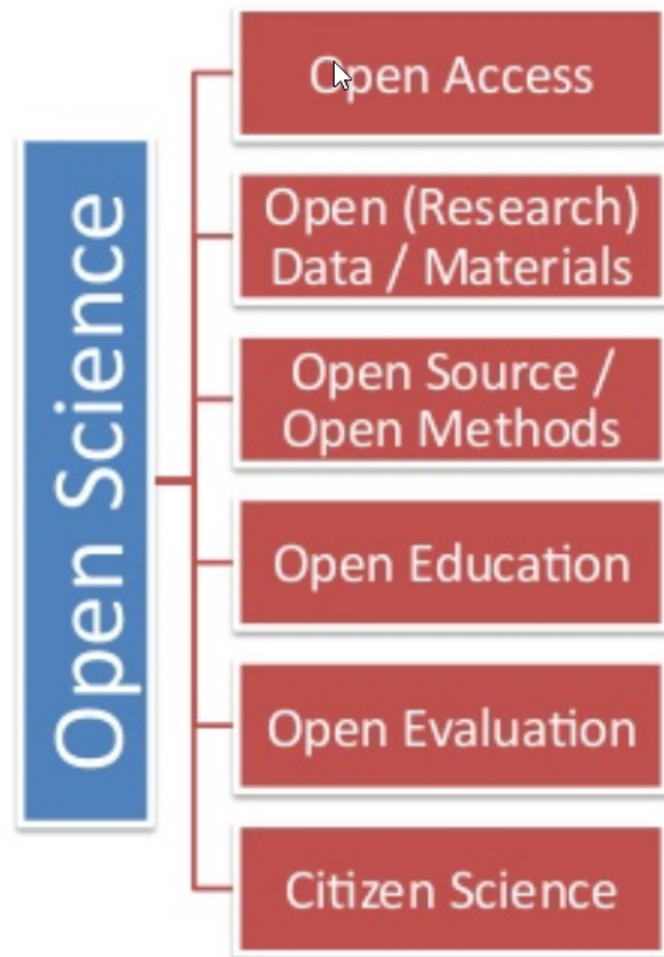 Open Science
Open Access
Open (Research)
Data / Materials
Open Source /
Open Methods
Open Education
Open Evaluation
Citizen Science